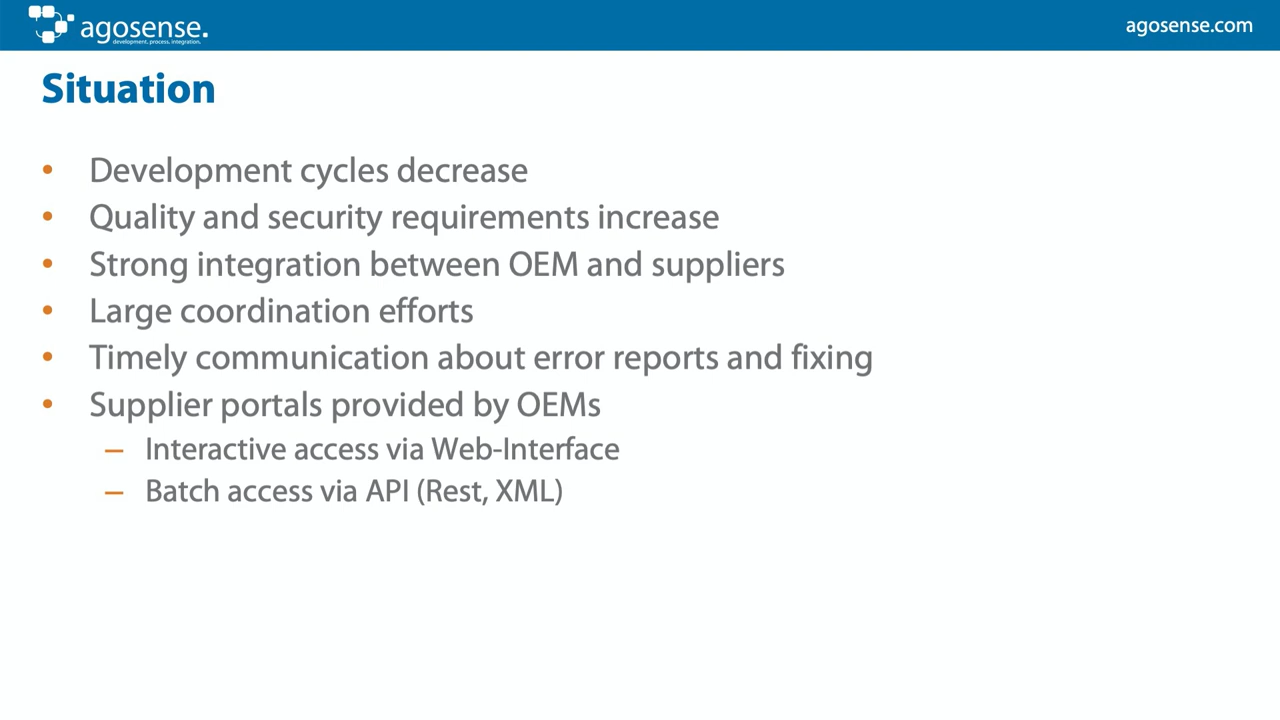 agosense.
development. process. integration.
agosense.com
Situation
• Development cycles decrease
• Quality and security requirements increase
• Strong integration between OEM and suppliers
• Large coordination efforts
• Timely communication about error reports and fixing
• Supplier portals provided by OEMs
– Interactive access via Web-Interface
– Batch access via API (Rest, XML)